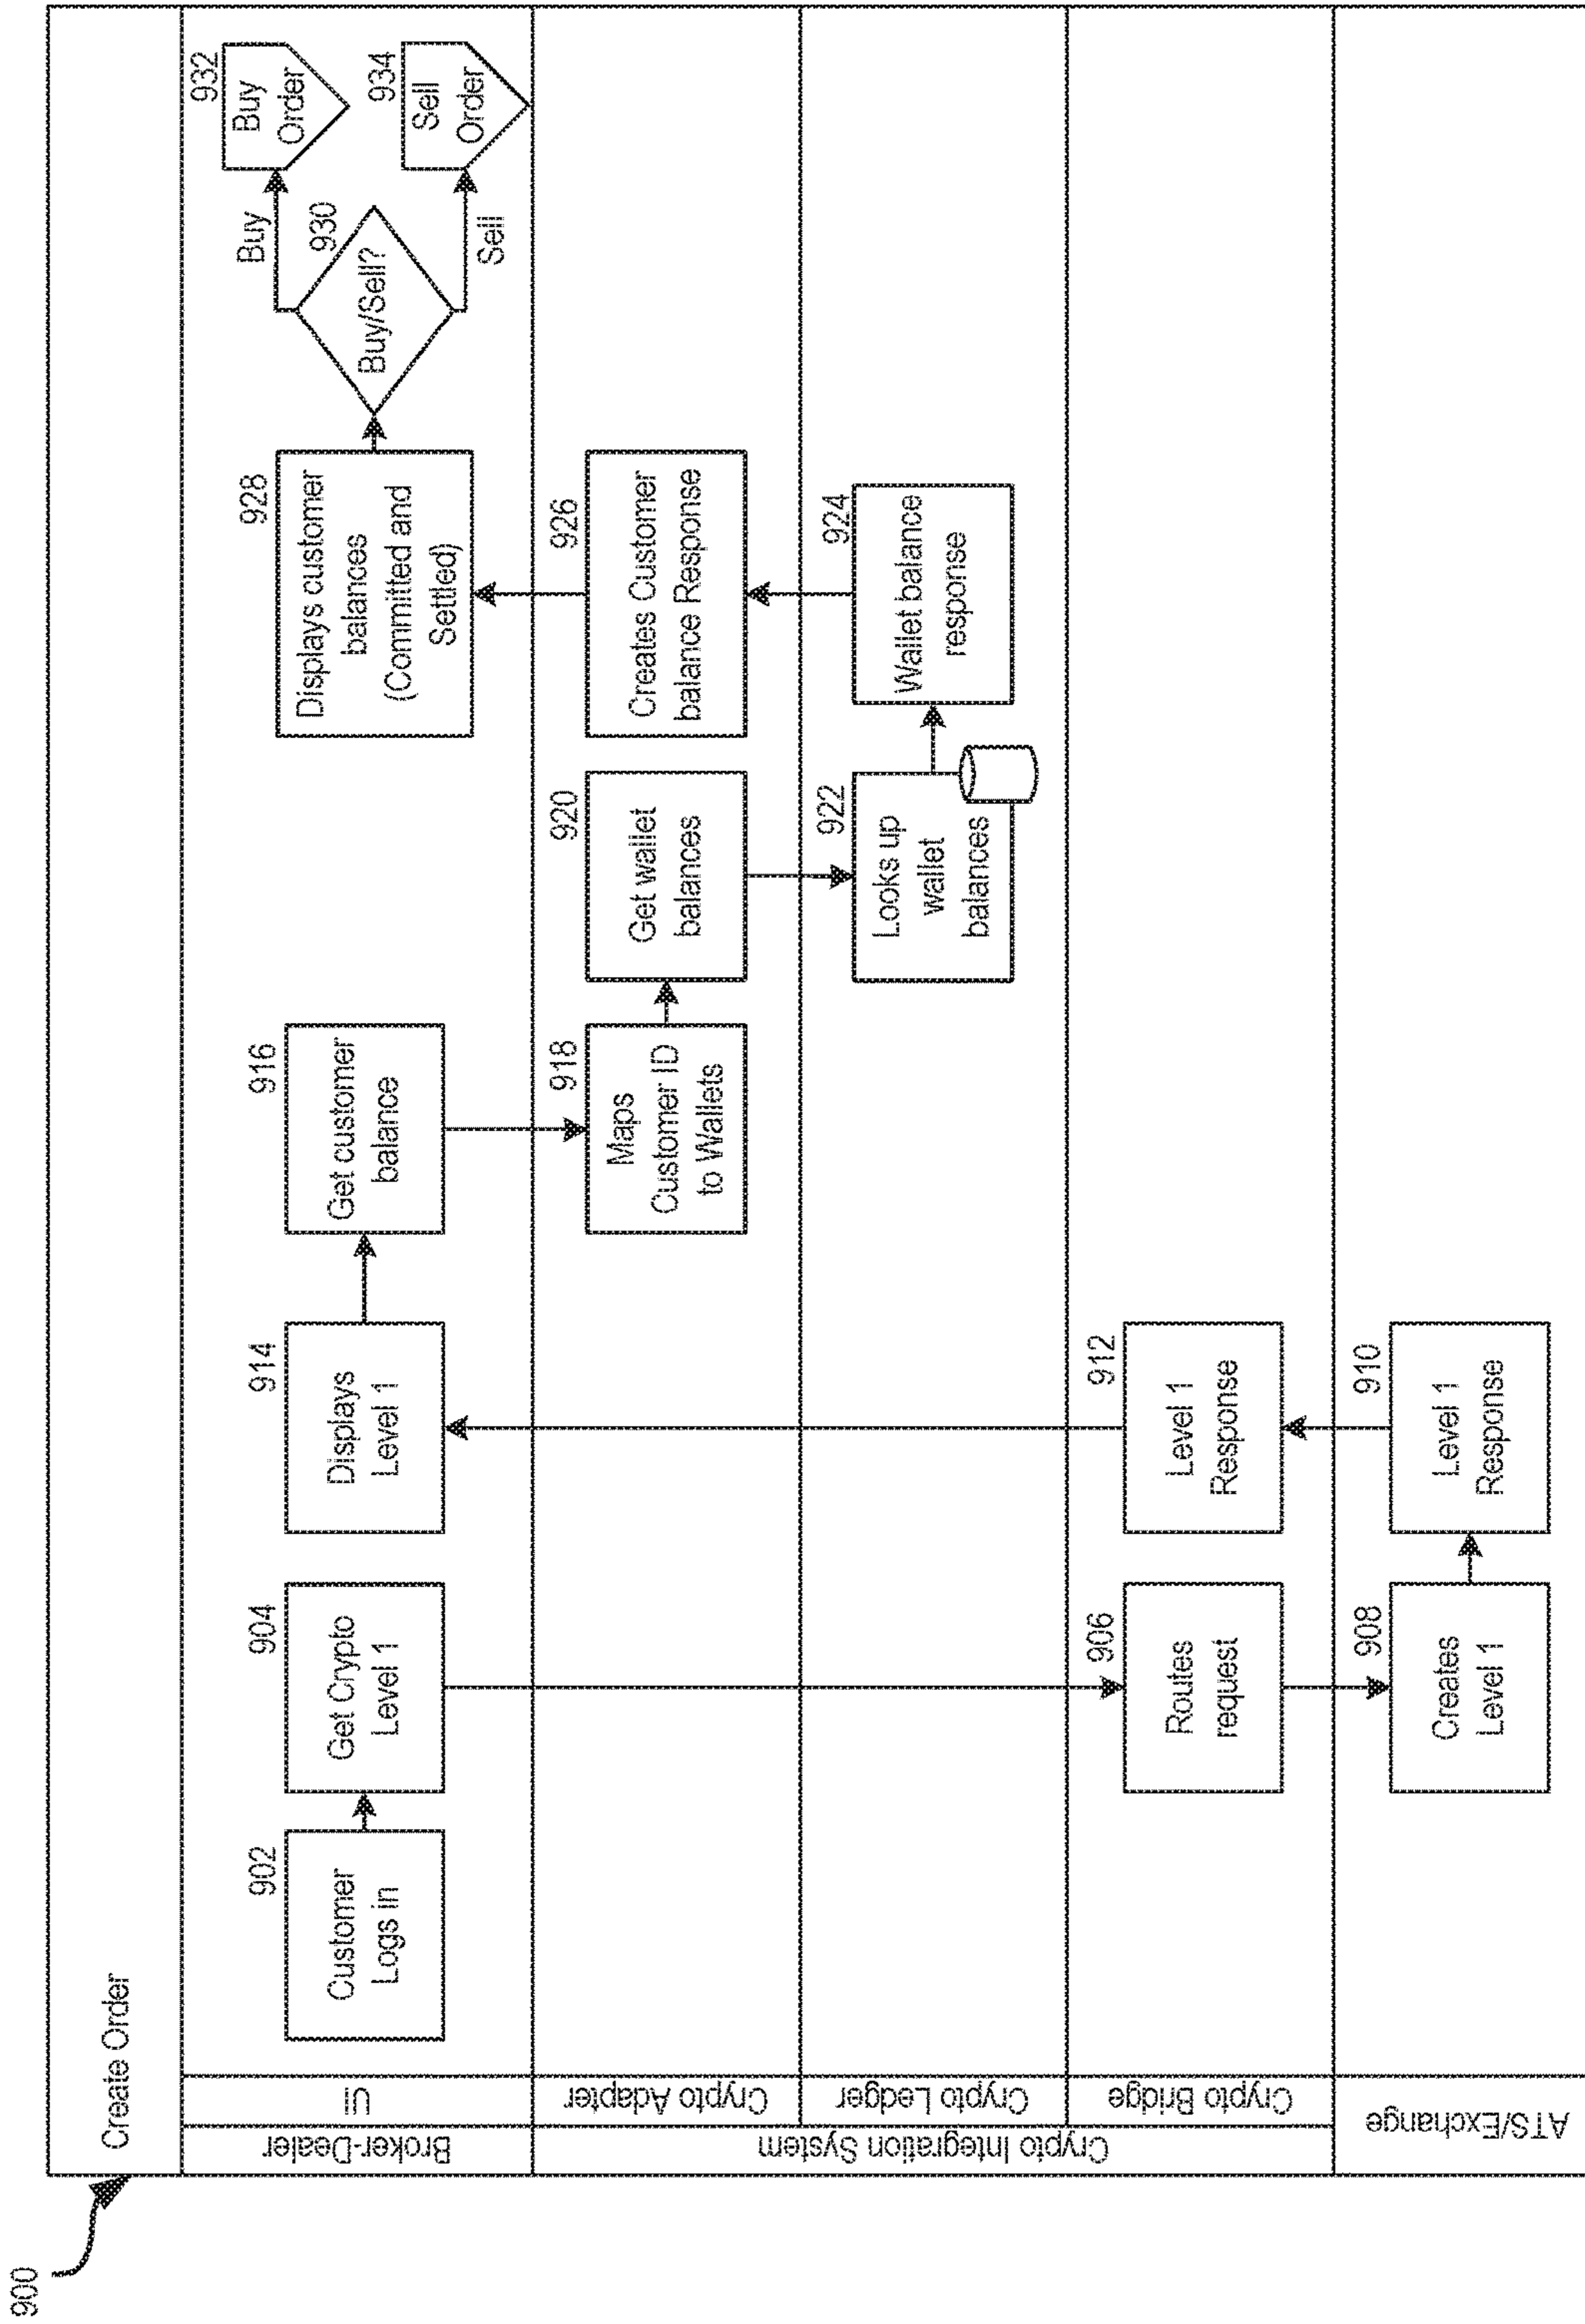 900
Create Order
Broker-Dealer
UI
902
Customer
Logs in
904
Get Crypto
Level 1
914
Displays
Level 1
916
Get customer
balance
928
Displays customer
balances
(Committed and
Settled)
930
Buy/Sell?
Buy
Sell
932
Buy
Order
934
Sell
Order
Crypto Integration System
Crypto Adapter
918
Maps
Customer ID
to Wallets
920
Get wallet
balances
926
Creates Customer
balance Response
Crypto Ledger
922
Looks up
wallet
balances
924
Wallet balance
response
Crypto Bridge
906
Routes
request
912
Level 1
Response
ATS/Exchange
908
Creates
Level 1
910
Level 1
Response